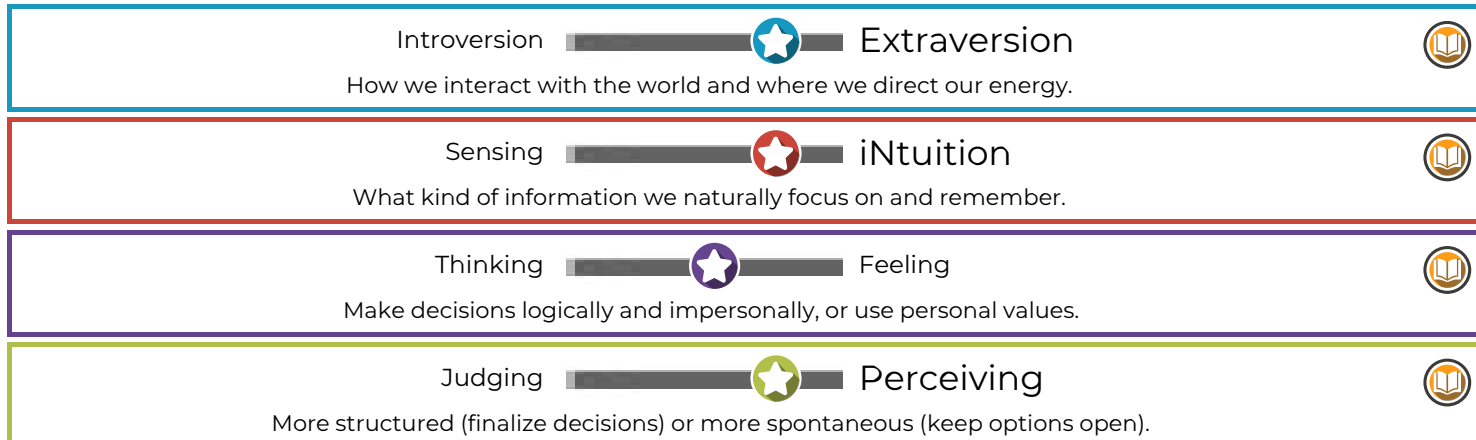 Introversion Extraversion
How we interact with the world and where we direct our energy.
Sensing iNtuition
What kind of information we naturally focus on and remember.
Thinking Feeling
Make decisions logically and impersonally, or use personal values.
Judging Perceiving
More structured (finalize decisions) or more spontaneous (keep options open).